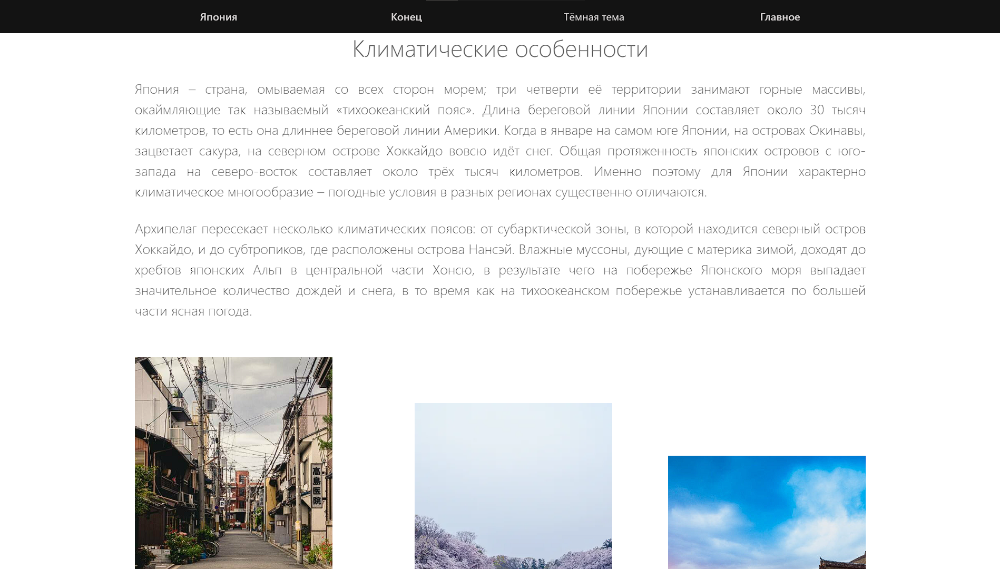 Япония Конец Тёмная тема Главное
Климатические особенности
Япония – страна, омываемая со всех сторон морем; три четверти её территории занимают горные массивы,
окаймляющие так называемый «тихоокеанский пояс». Длина береговой линии Японии составляет около 30 тысяч
километров, то есть она длиннее береговой линии Америки. Когда в январе на самом юге Японии, на островах Окинавы,
зацветает сакура, на северном острове Хоккайдо вовсю идёт снег. Общая протяженность японских островов с юго-
запада на северо-восток составляет около трёх тысяч километров. Именно поэтому для Японии характерно
климатическое многообразие – погодные условия в разных регионах существенно отличаются.
Архипелаг пересекает несколько климатических поясов: от субарктической зоны, в которой находится северный остров
Хоккайдо, и до субтропиков, где расположены острова Нансэй. Влажные муссоны, дующие с материка зимой, доходят до
хребтов японских Альп в центральной части Хонсю, в результате чего на побережье Японского моря выпадает
значительное количество дождей и снега, в то время как на тихоокеанском побережье устанавливается по большей
части ясная погода.
高島医院
P